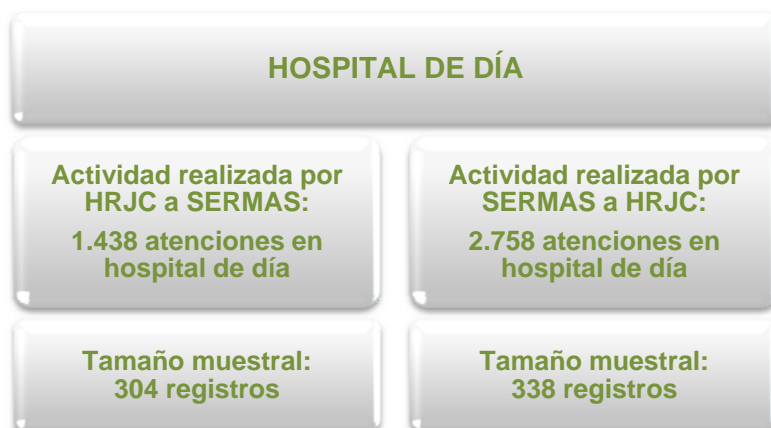 HOSPITAL DE DÍA
Actividad realizada por
HRJC a SERMAS:
1.438 atenciones en
hospital de día
Actividad realizada por
SERMAS a HRJC:
2.758 atenciones en
hospital de día
Tamaño muestral:
304 registros
Tamaño muestral:
338 registros